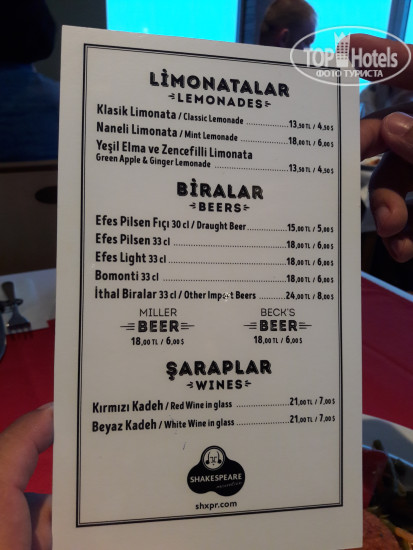 TOP Hotels
ФОТО ТУРИСТА
LİMONATALAR
LEMONADES
Klasik Limonata / Classic Lemonade 13,50 TL / 4,50 $
Naneli Limonata / Mint Lemonade 18,00 TL / 6,00 $
Yeşil Elma ve Zencefilli Limonata
Green Apple & Ginger Lemonade 13,50 TL / 4,50 $
BİRALAR
BEERS
Efes Pilsen Fıçı 30 cl / Draught Beer 15,00 TL / 5,00 $
Efes Pilsen 33 cl 18,00 TL / 6,00 $
Efes Light 33 cl 18,00 TL / 6,00 $
Bomonti 33 cl 18,00 TL / 6,00 $
İthal Biralar 33 cl / Other Import Beers 24,00 TL / 8,00 $
MILLER BECK'S
BEER BEER
18,00 TL / 6,00 $ 18,00 TL / 6,00 $
ŞARAPLAR
WINES
Kırmızı Kadeh / Red Wine in glass 21,00 TL / 7,00 $
Beyaz Kadeh / White Wine in glass 21,00 TL / 7,00 $
SHAKESPEARE
shxpr.com